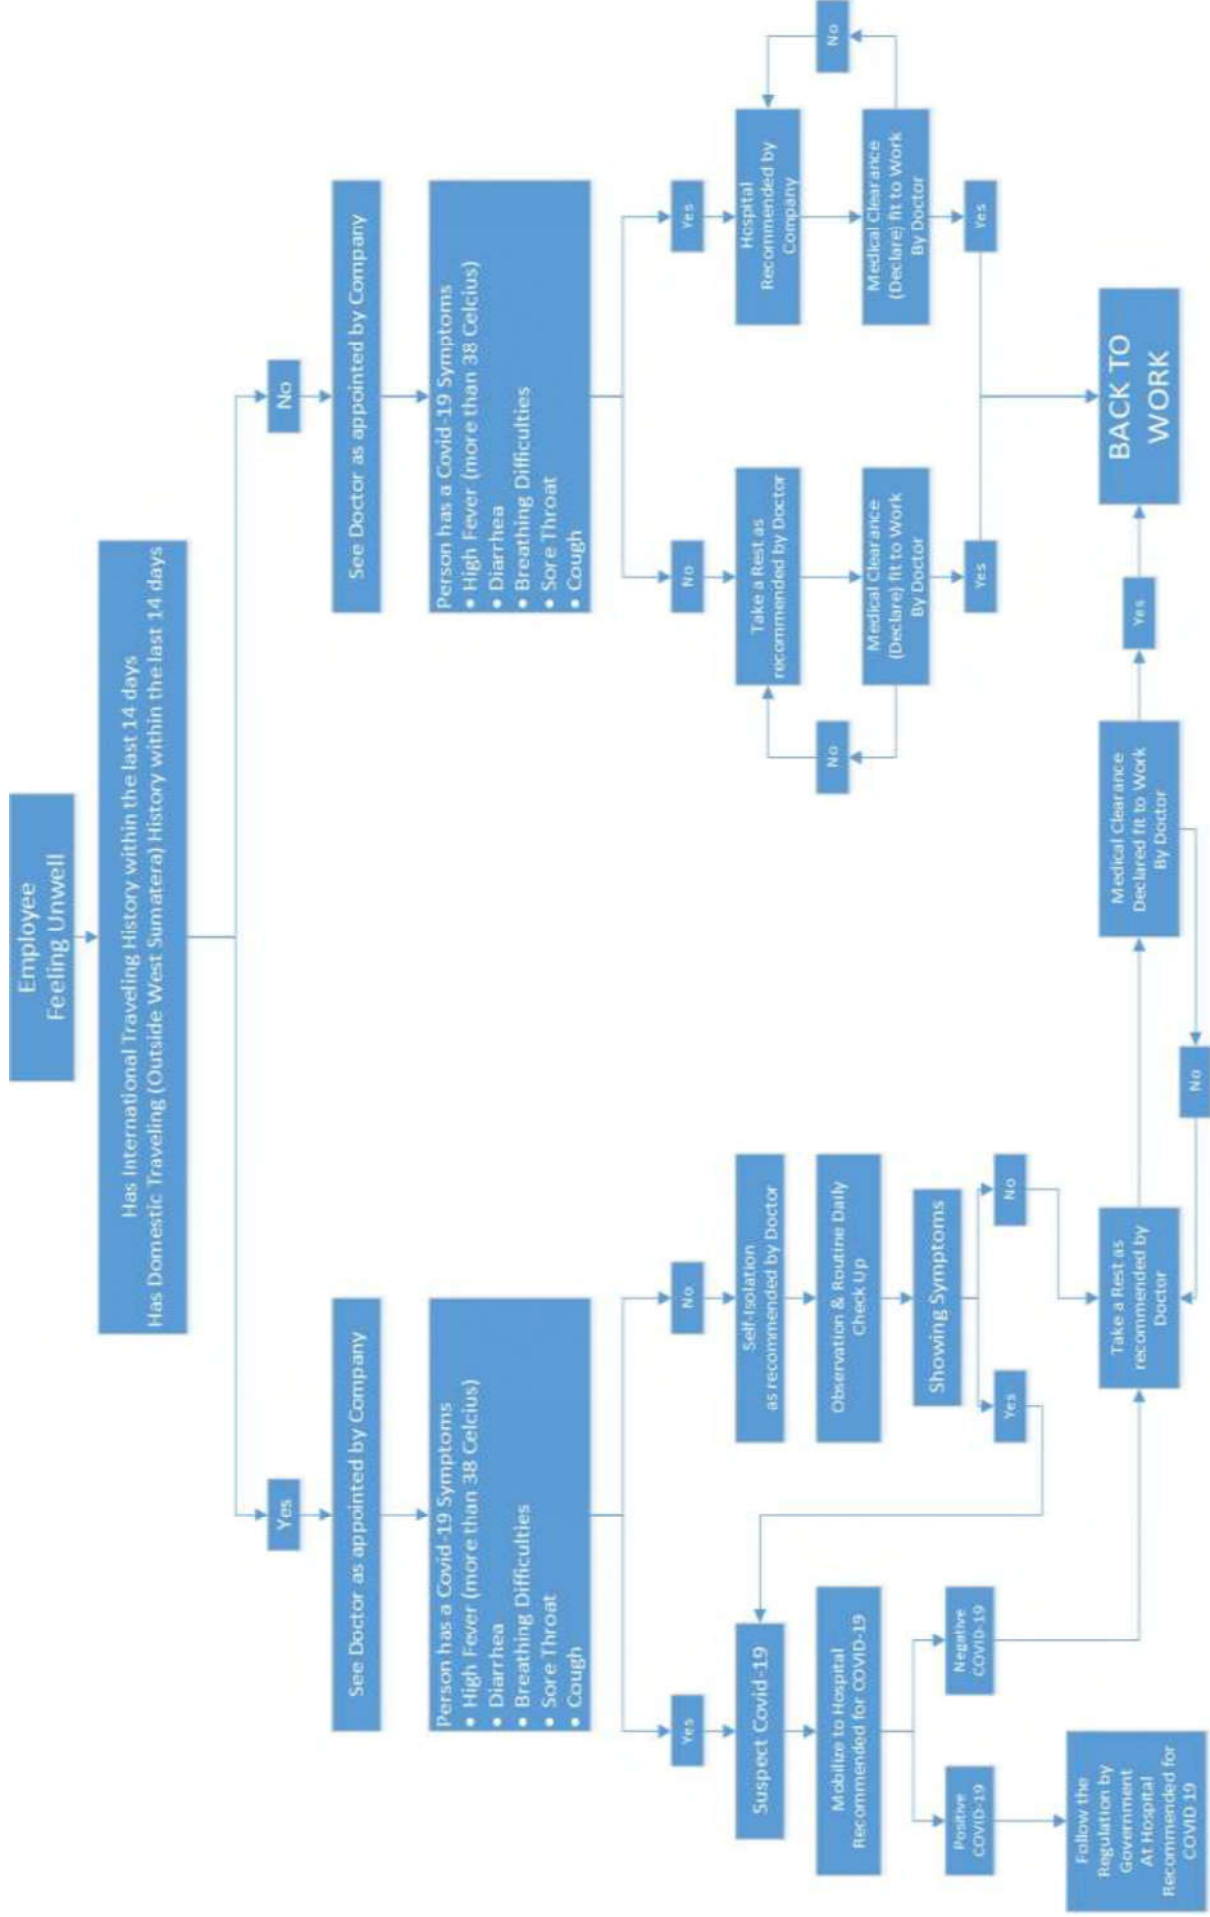 Employee
Feeling Unwell
Has International Traveling History within the last 14 days
Has Domestic Traveling (Outside West Sumatera) History within the last 14 days
Yes
No
See Doctor as appointed by Company
See Doctor as appointed by Company
Person has a Covid-19 Symptoms
• High Fever (more than 38 Celcius)
• Diarrhea
• Breathing Difficulties
• Sore Throat
• Cough
Person has a Covid-19 Symptoms
• High Fever (more than 38 Celcius)
• Diarrhea
• Breathing Difficulties
• Sore Throat
• Cough
Yes
No
No
Yes
Suspect Covid-19
Self-Isolation
as recommended by Doctor
Take a Rest as
recommended by Doctor
Hospital
Recommended by
Company
Mobilize to Hospital
Recommended for COVID-19
Observation & Routine Daily
Check Up
No
No
Medical Clearance
(Declare) fit to Work
By Doctor
Medical Clearance
(Declare) fit to Work
By Doctor
Showing Symptoms
Positive
COVID-19
Negative
COVID-19
Yes
No
Yes
Yes
Follow the
Regulation by
Government
At Hospital
Recommended for
COVID 19
Take a Rest as
recommended by
Doctor
Medical Clearance
Declared fit to Work
By Doctor
Yes
BACK TO
WORK
No